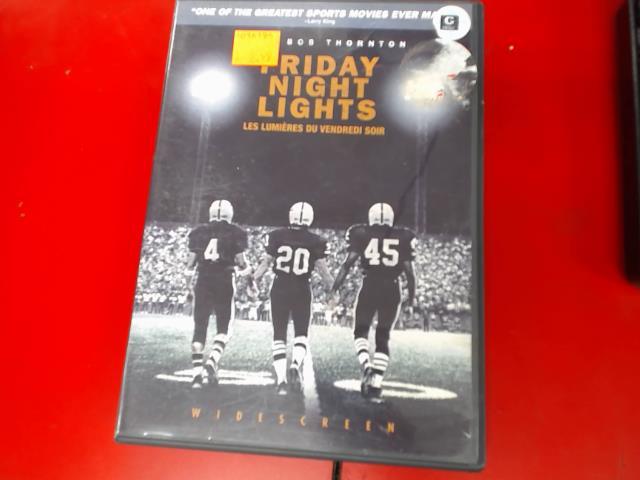 "ONE OF THE GREATEST SPORTS MOVIES EVER MA
-Larry King
G
BOB THORNTON
FRIDAY
NIGHT
LIGHTS
LES LUMIÈRES DU VENDREDI SOIR
4
20
45
WIDESCREEN